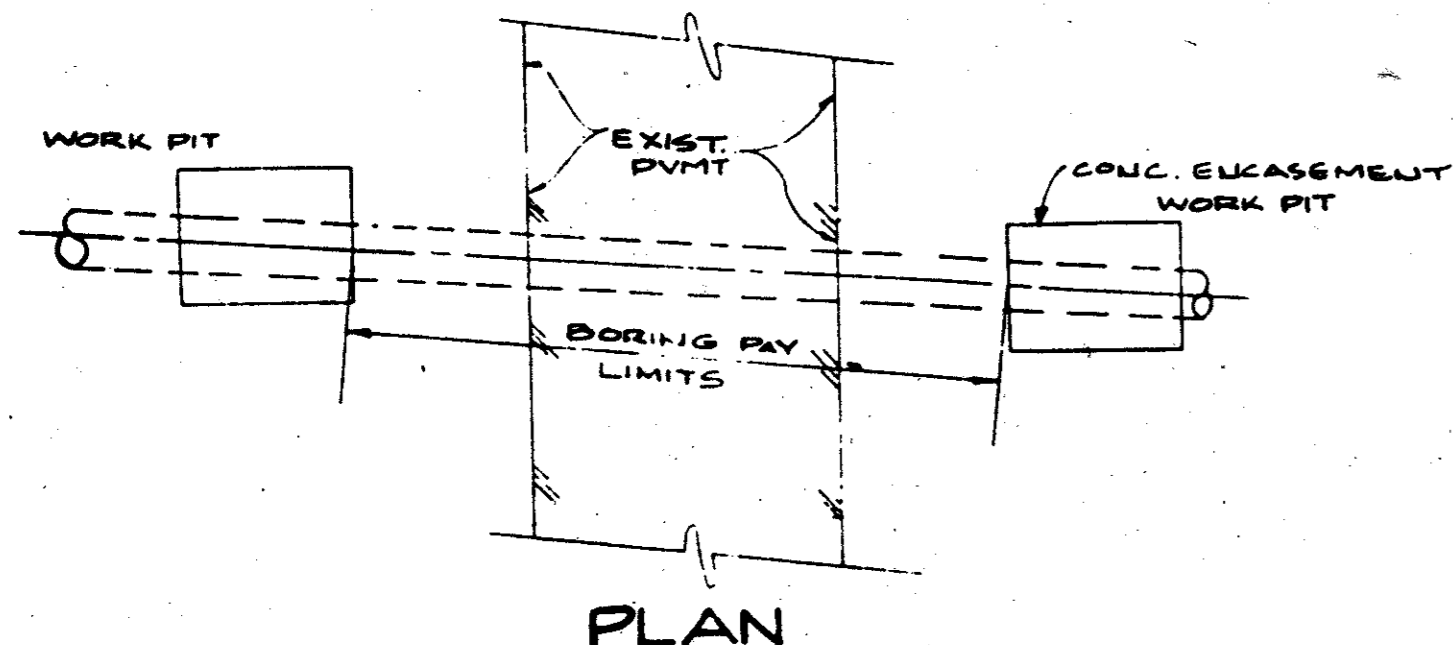 WORK PIT
EXIST.
PVMT
CONC. ENCASEMENT
WORK PIT
BORING PAY
LIMITS
PLAN